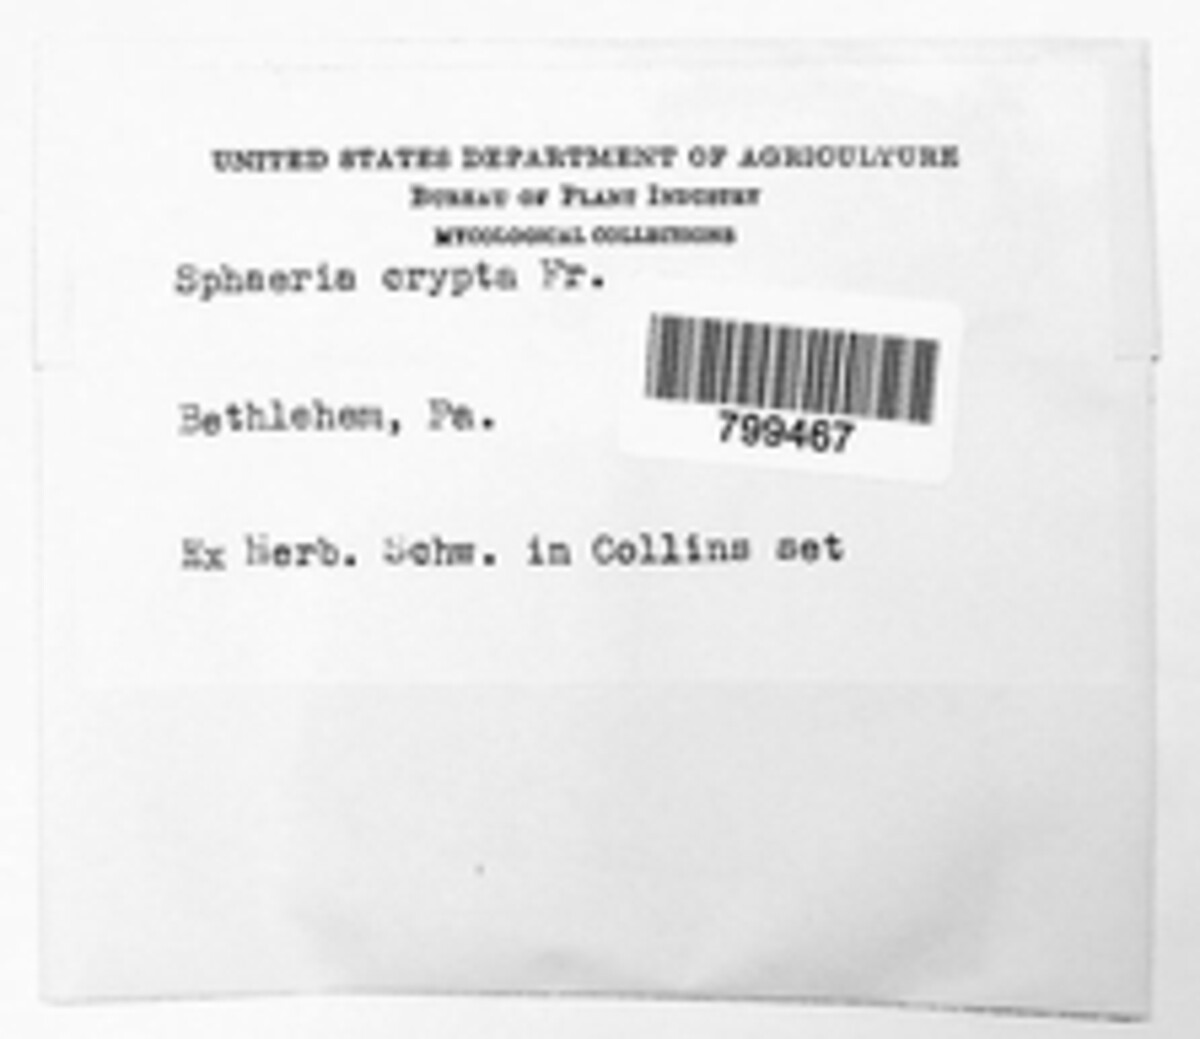 UNITED STATES DEPARTMENT OF AGRICULTURE
BUREAU OF PLANT INDUSTRY
MYCOLOGICAL COLLECTIONS
Sphaeria crypta Fr.
799467
Bethlehem, Pa.
Ex Herb. Schw. in Collins set